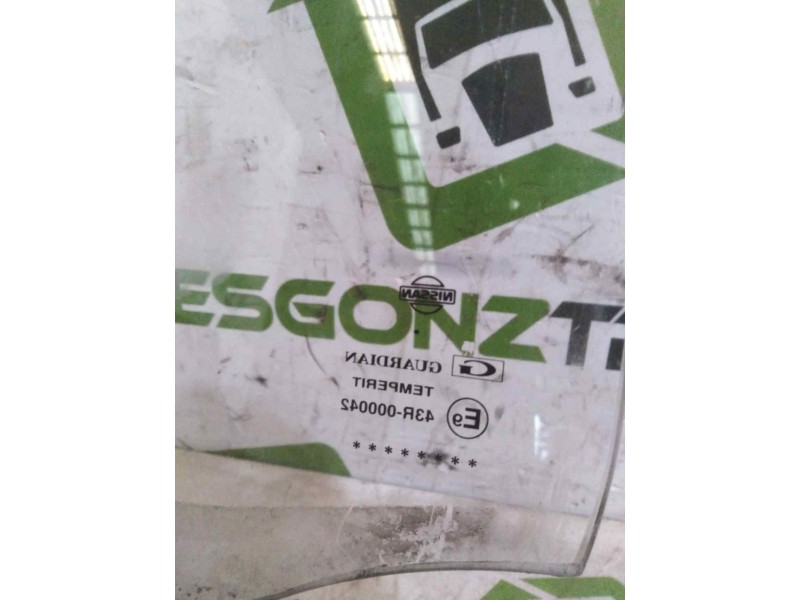 NISSAN
ESGONZT
G GUARDIAN
TEMPERIT
E9 43R-000042
* * * * * * * *